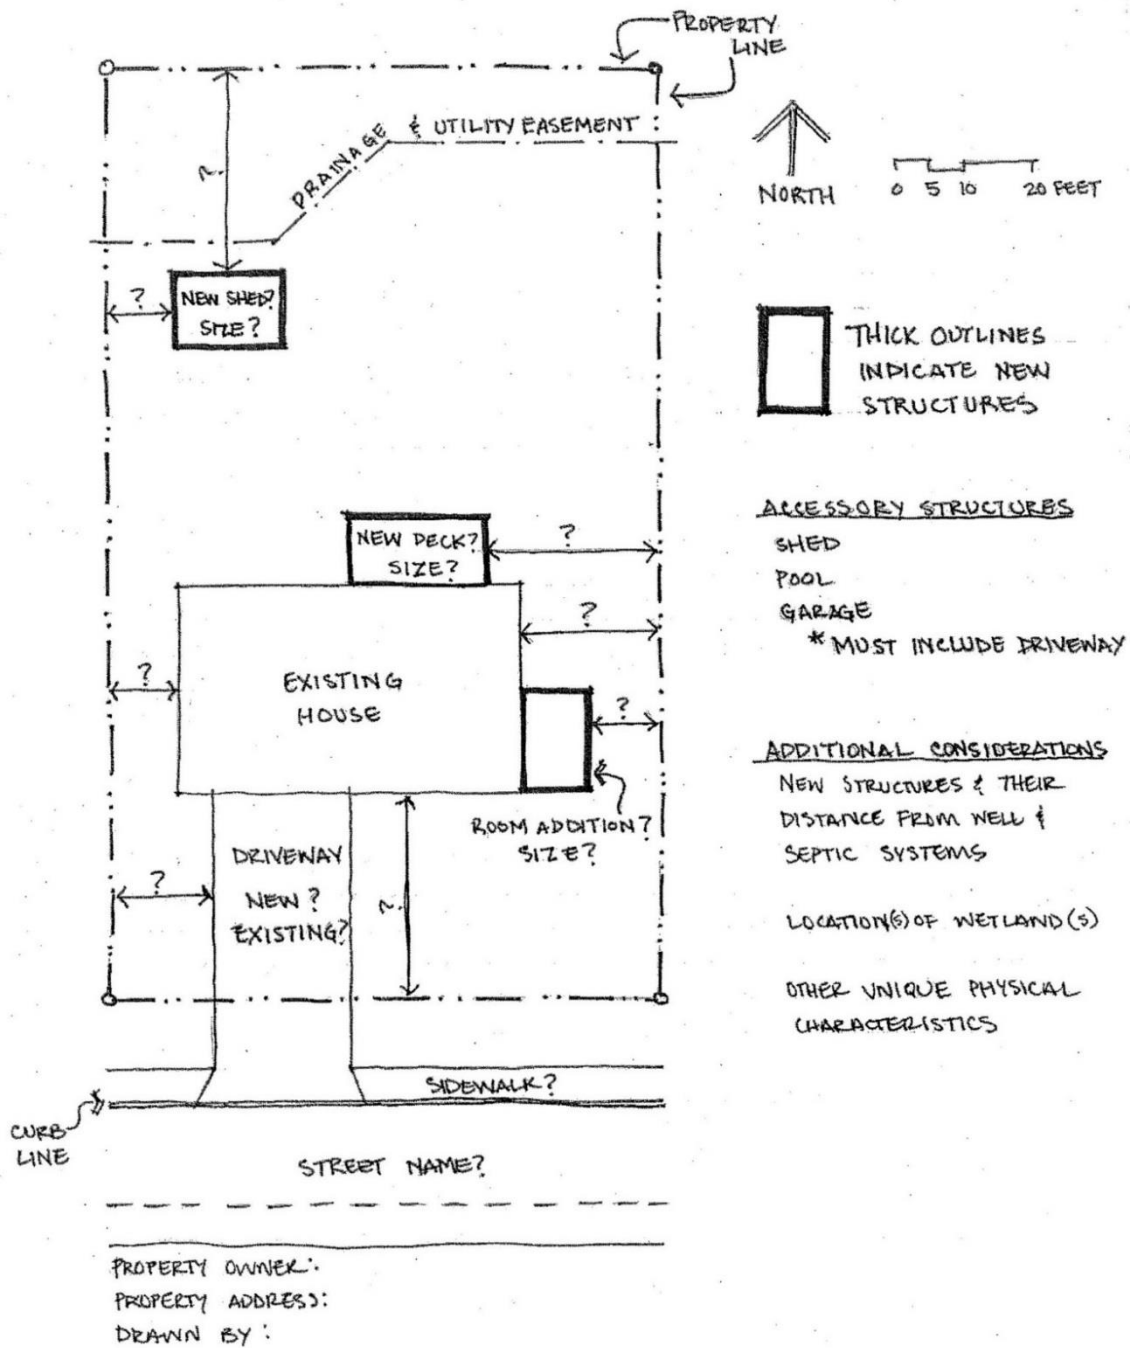 PROPERTY
LINE
DRAINAGE & UTILITY EASEMENT
?
NORTH
0 5 10 20 FEET
?
NEW SHED?
SIZE?
THICK OUTLINES
INDICATE NEW
STRUCTURES
ACCESSORY STRUCTURES
SHED
POOL
GARAGE
*MUST INCLUDE DRIVEWAY
NEW DECK?
SIZE?
?
?
?
EXISTING
HOUSE
?
ROOM ADDITION?
SIZE?
ADDITIONAL CONSIDERATIONS
NEW STRUCTURES & THEIR
DISTANCE FROM WELL &
SEPTIC SYSTEMS
LOCATION(S) OF WETLAND(S)
OTHER UNIQUE PHYSICAL
CHARACTERISTICS
?
DRIVEWAY
NEW?
EXISTING?
?
SIDEWALK?
CURB
LINE
STREET NAME?
PROPERTY OWNER:
PROPERTY ADDRESS:
DRAWN BY: